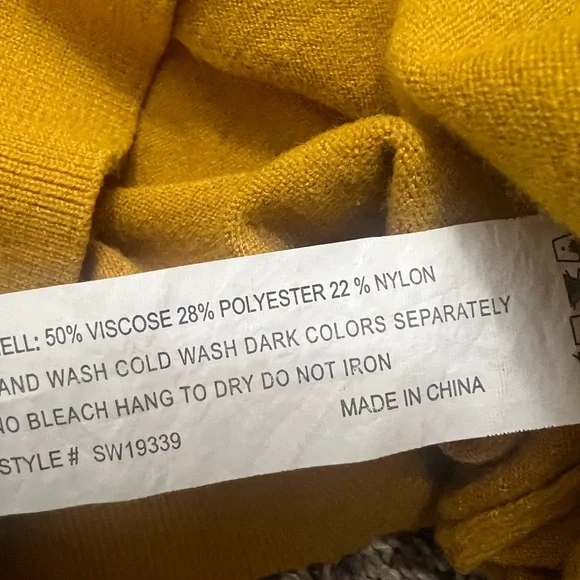 ELL: 50% VISCOSE 28% POLYESTER 22 % NYLON
AND WASH COLD WASH DARK COLORS SEPARATELY
NO BLEACH HANG TO DRY DO NOT IRON
MADE IN CHINA
STYLE # SW19339